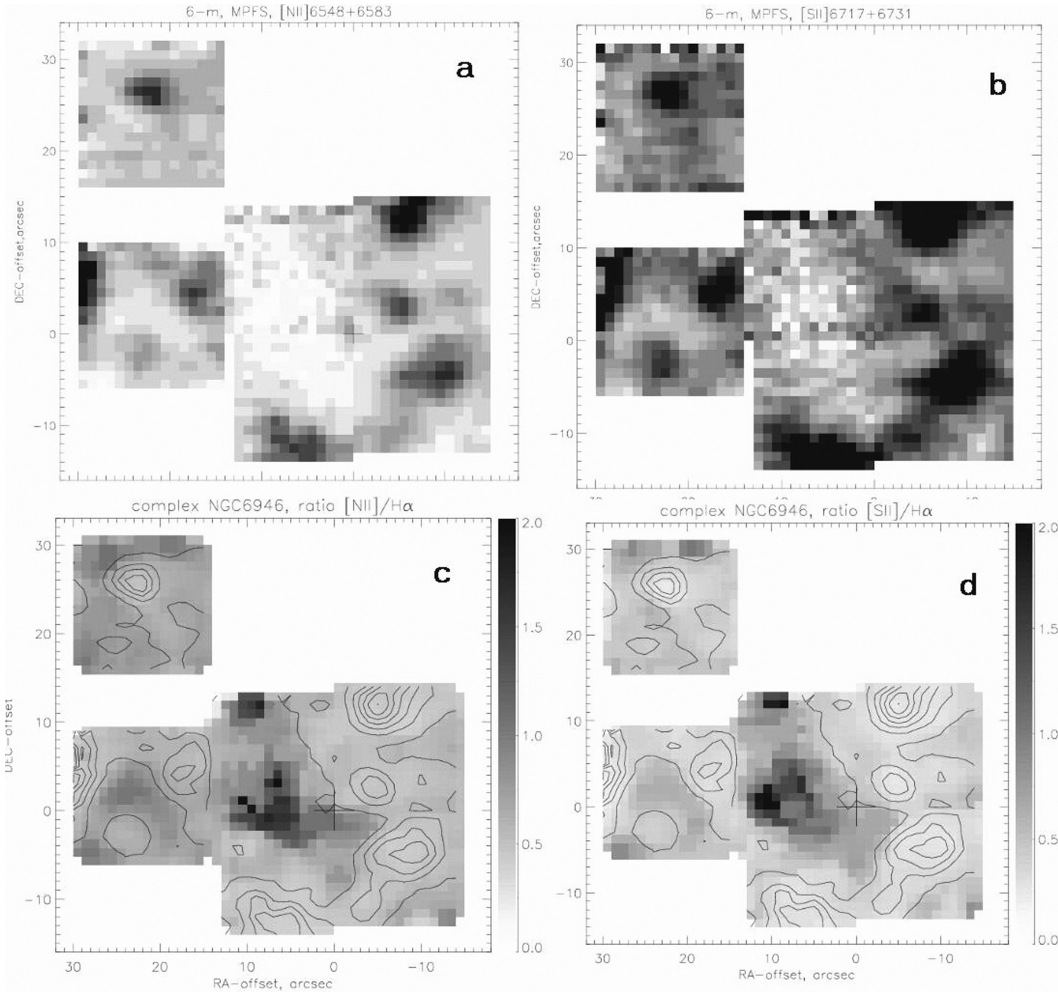 6-m, MPFS, [NII]6548+6583
6-m, MPFS, [SII]6717+6731
a
b
DEC-offset,arcsec
DEC-offset,arcsec
30
20
10
0
-10
30
20
10
0
-10
20
10
0
-10
complex NGC6946, ratio [NII]/Hα
complex NGC6946, ratio [SII]/Hα
c
d
DEC-offset
30
20
10
0
-10
30
20
10
0
-10
2.0
1.5
1.0
0.5
0.0
2.0
1.5
1.0
0.5
0.0
30 20 10 0 -10
30 20 10 0 -10
RA-offset, arcsec
RA-offset, arcsec